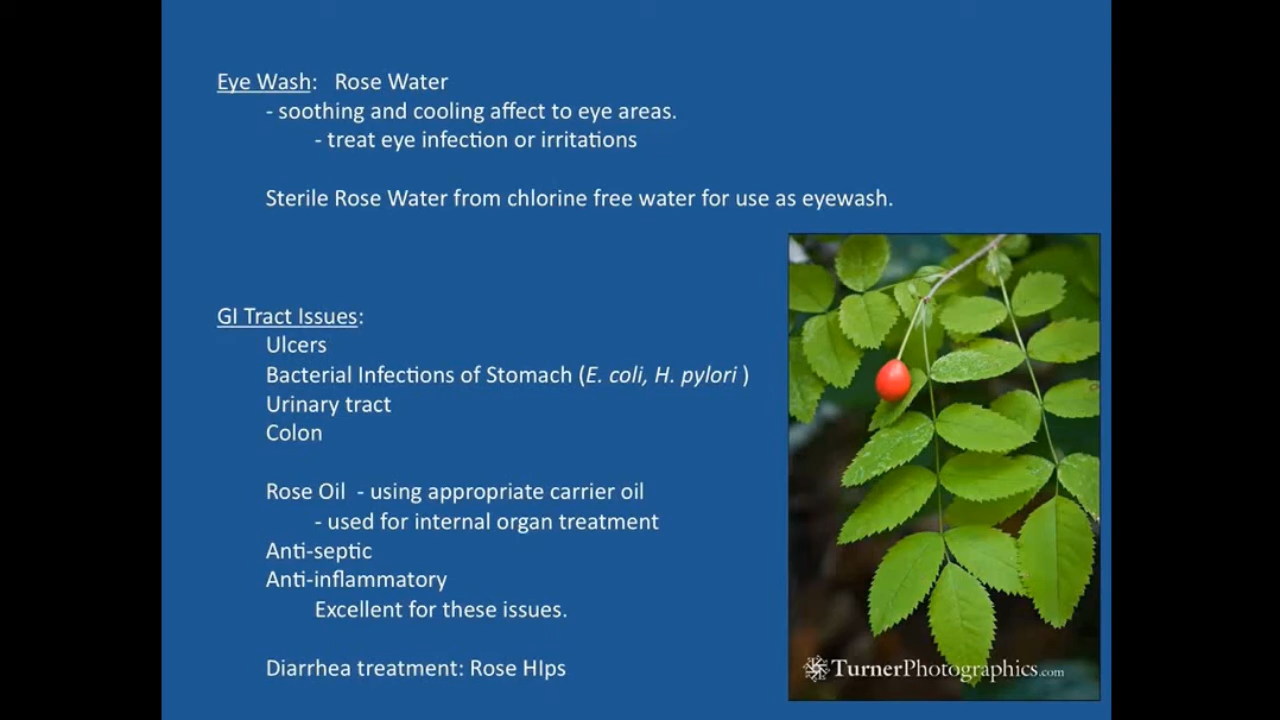 Eye Wash: Rose Water
- soothing and cooling affect to eye areas.
- treat eye infection or irritations
Sterile Rose Water from chlorine free water for use as eyewash.
GI Tract Issues:
Ulcers
Bacterial Infections of Stomach (E. coli, H. pylori )
Urinary tract
Colon
Rose Oil - using appropriate carrier oil
- used for internal organ treatment
Anti-septic
Anti-inflammatory
Excellent for these issues.
Diarrhea treatment: Rose HIps
TurnerPhotographics.com